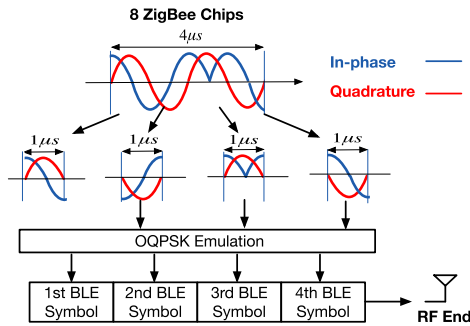 8 ZigBee Chips
4μs
In-phase
Quadrature
1μs
1μs
1μs
1μs
OQPSK Emulation
1st BLE Symbol
2nd BLE Symbol
3rd BLE Symbol
4th BLE Symbol
RF End